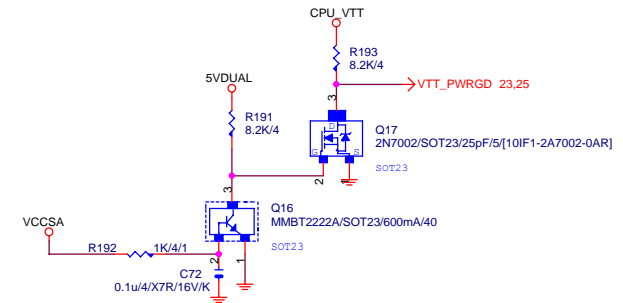 CPU_VTT
R193
8.2K/4
5VDUAL
VTT_PWRGD 23,25
3
R191
8.2K/4
D
Q17
2N7002/SOT23/25pF/5/[10IF1-2A7002-0AR]
G
S
SOT23
2
1
3
Q16
MMBT2222A/SOT23/600mA/40
VCCSA
SOT23
R192
1K/4/1
2
1
C72
0.1u/4/X7R/16V/K